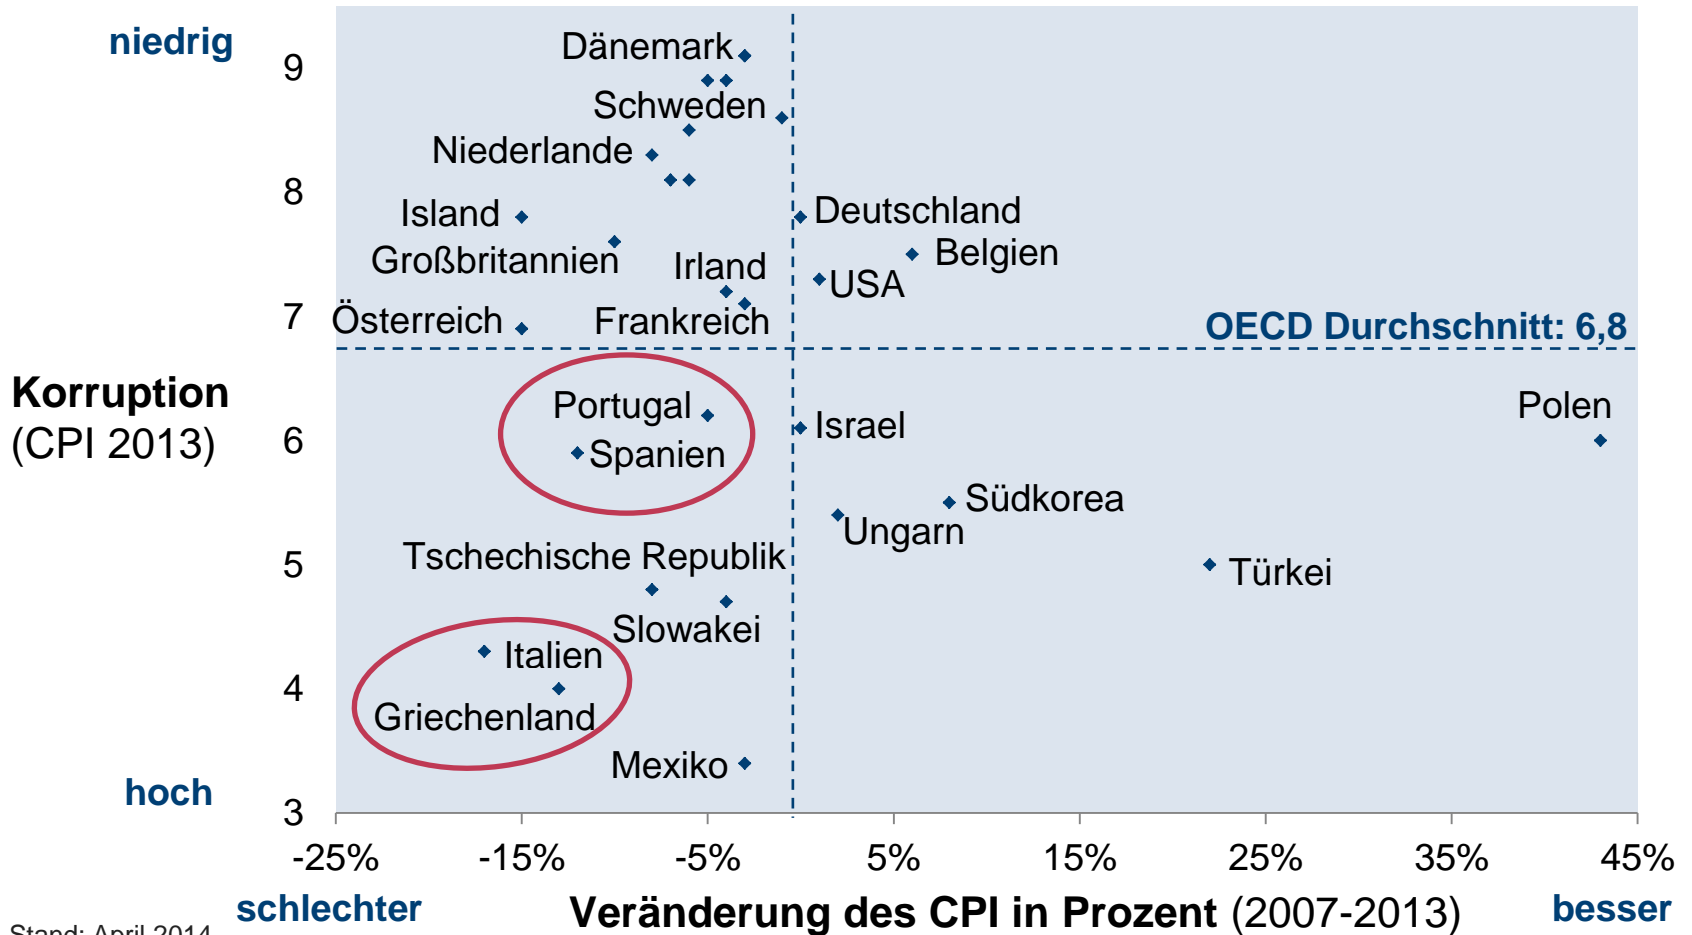 niedrig
9
8
7
6
5
4
3
hoch
Korruption
(CPI 2013)
Dänemark
Schweden
Niederlande
Island
Großbritannien
Irland
Österreich
Frankreich
Deutschland
Belgien
USA
OECD Durchschnitt: 6,8
Portugal
Spanien
Israel
Polen
Südkorea
Ungarn
Türkei
Tschechische Republik
Slowakei
Italien
Griechenland
Mexiko
-25% -15% -5% 5% 15% 25% 35% 45%
schlechter Veränderung des CPI in Prozent (2007-2013) besser
Stand: April 2014